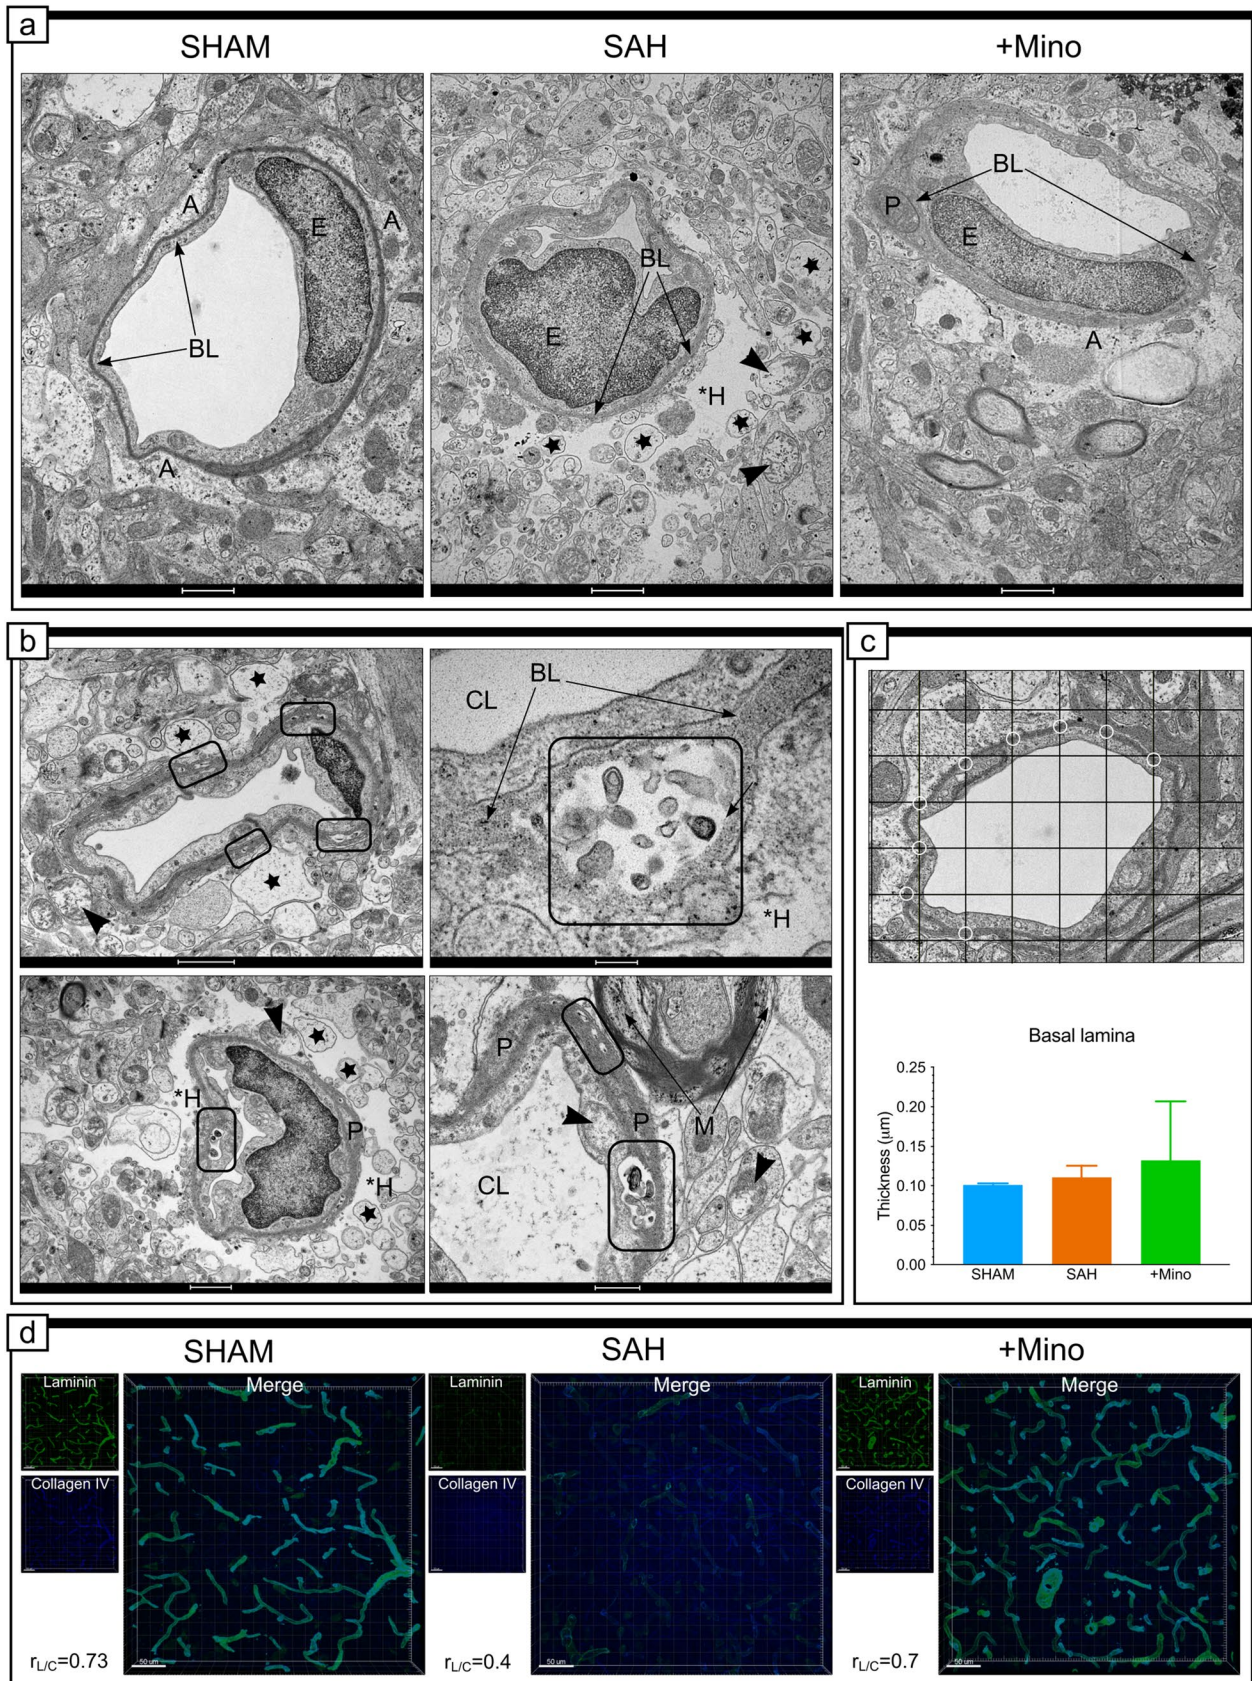 a
SHAM
SAH
+Mino
A
E
A
BL
A
BL
E
*H
BL
P
E
A
b
BL
CL
*H
*H
P
*H
P
P
M
CL
c
Basal lamina
Thickness (μm)
0.25
0.20
0.15
0.10
0.05
0.00
SHAM
SAH
+Mino
d
SHAM
SAH
+Mino
Laminin
Merge
Collagen IV
rL/C=0.73
50 um
Laminin
Merge
Collagen IV
rL/C=0.4
50 um
Laminin
Merge
Collagen IV
rL/C=0.7
50 um